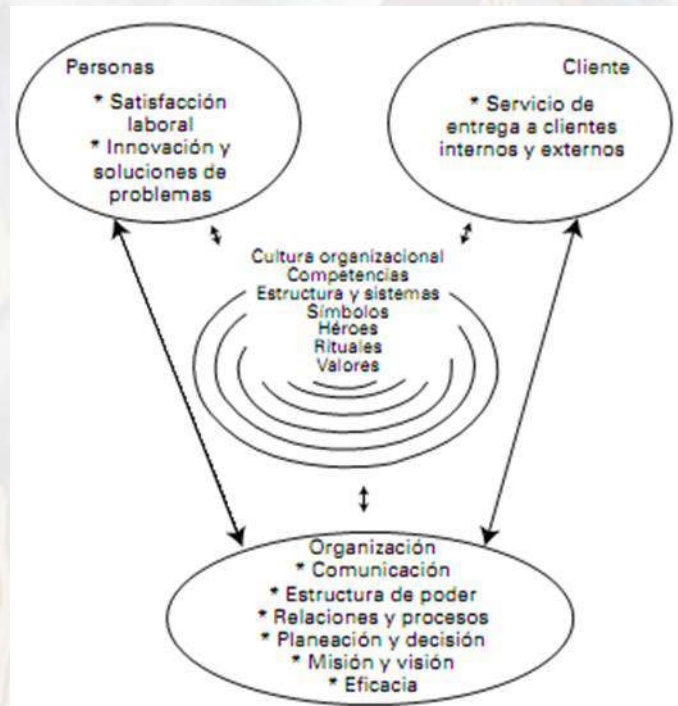 Personas
* Satisfacción
laboral
* Innovación y
soluciones de
problemas
Cliente
* Servicio de
entrega a clientes
internos y externos
Cultura organizacional
Competencias
Estructura y sistemas
Símbolos
Héroes
Rituales
Valores
Organización
* Comunicación
* Estructura de poder
* Relaciones y procesos
* Planeación y decisión
* Misión y visión
* Eficacia